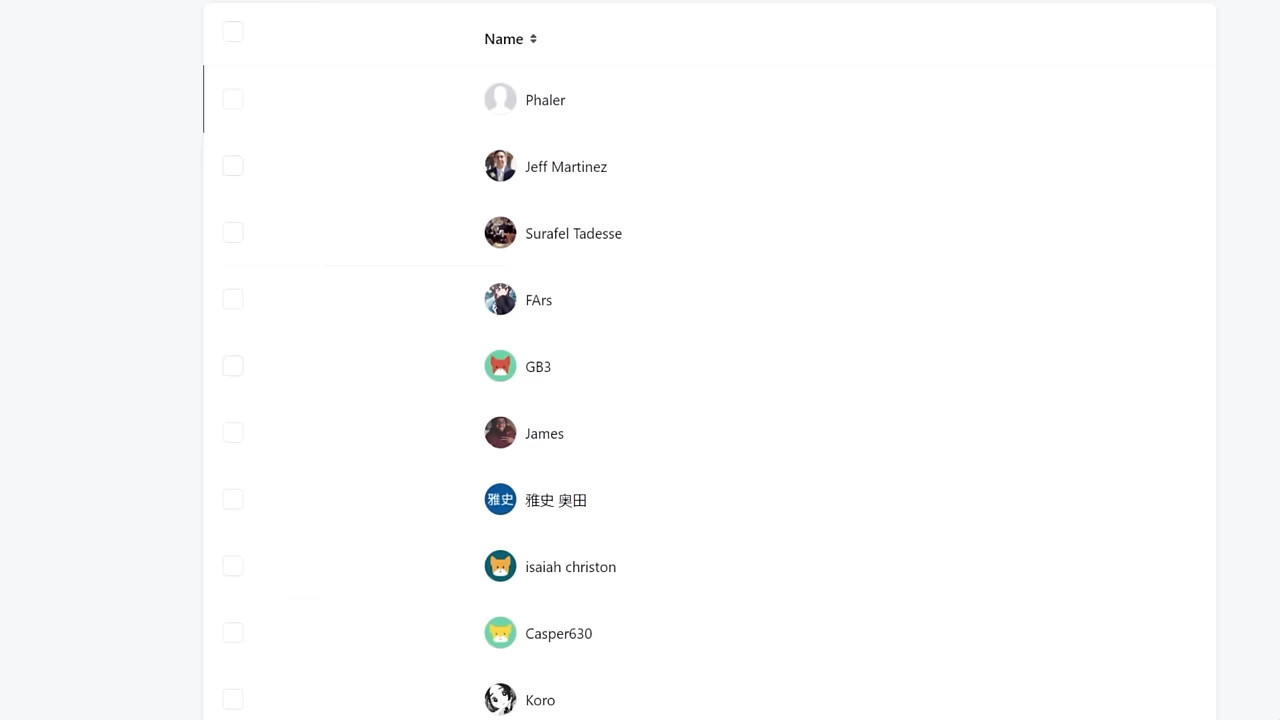 Name
Phaler
Jeff Martinez
Surafel Tadesse
FArs
GB3
James
雅史 雅史 奥田
isaiah christon
Casper630
Koro